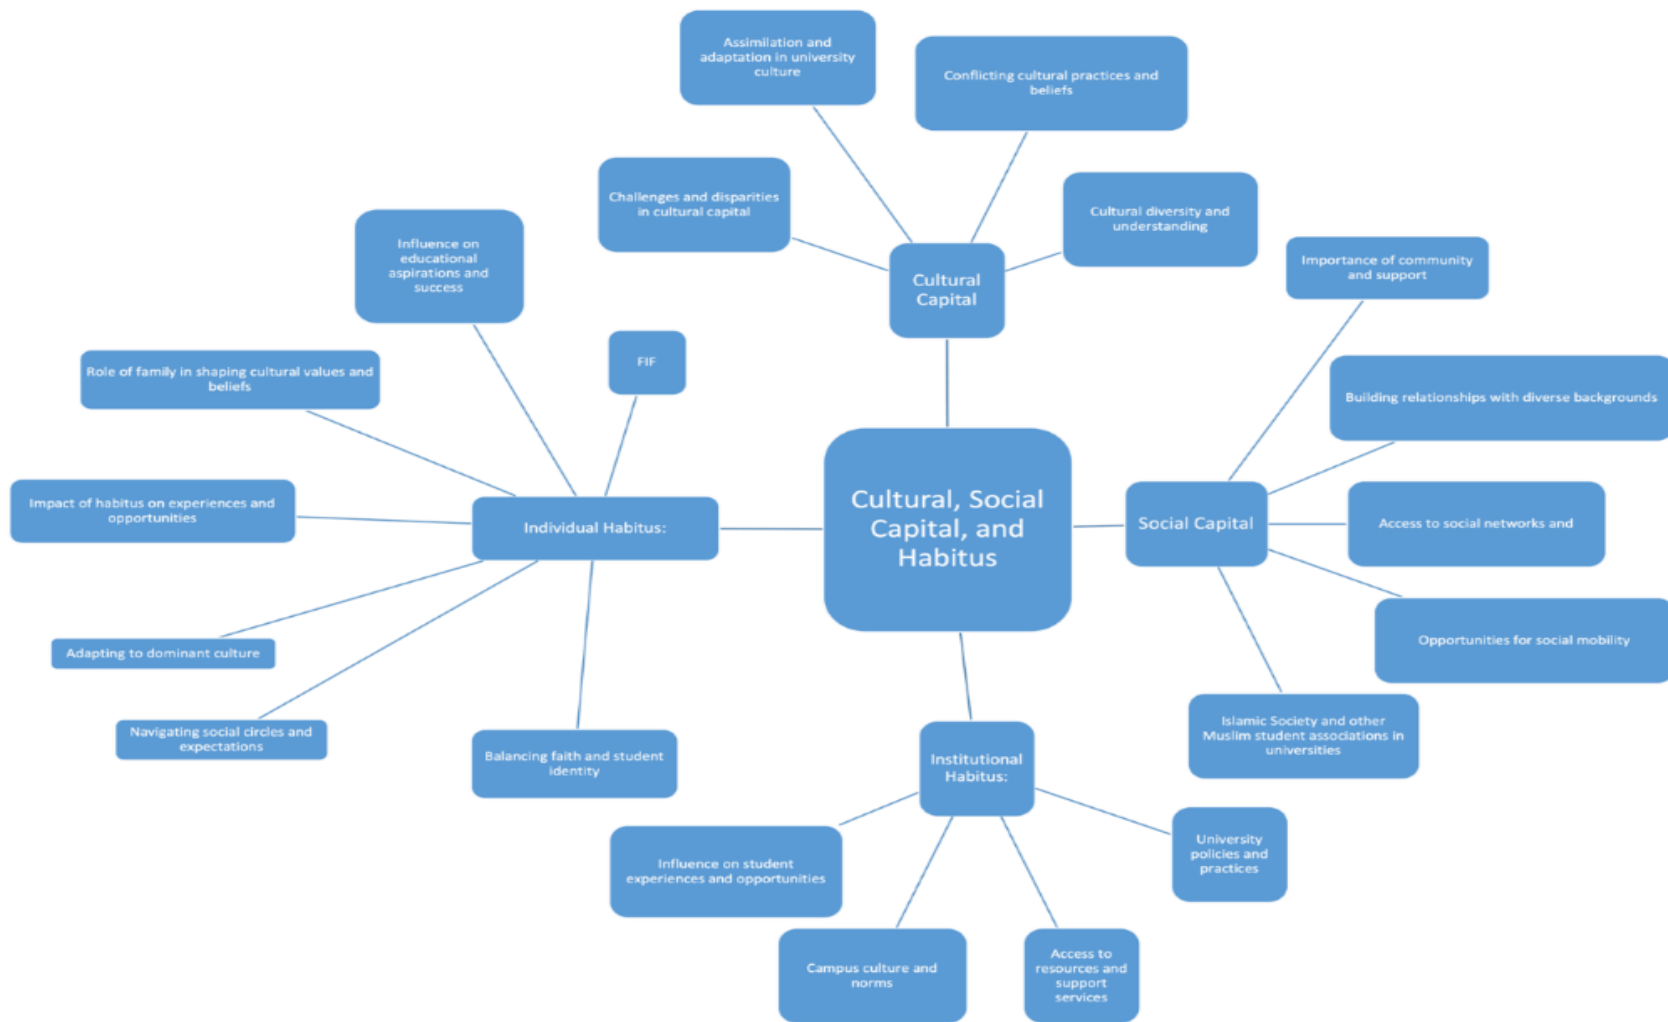 Assimilation and
adaptation in university
culture
Conflicting cultural practices and
beliefs
Challenges and disparities
in cultural capital
Cultural diversity and
understanding
Cultural
Capital
Influence on
educational
aspirations and
success
FIF
Role of family in shaping cultural values and
beliefs
Impact of habitus on experiences and
opportunities
Individual Habitus:
Adapting to dominant culture
Navigating social circles and
expectations
Balancing faith and student
identity
Cultural, Social
Capital, and
Habitus
Importance of community
and support
Building relationships with diverse backgrounds
Social Capital
Access to social networks and
Opportunities for social mobility
Islamic Society and other
Muslim student associations in
universities
Institutional
Habitus:
Influence on student
experiences and opportunities
Campus culture and
norms
Access to
resources and
support
services
University
policies and
practices